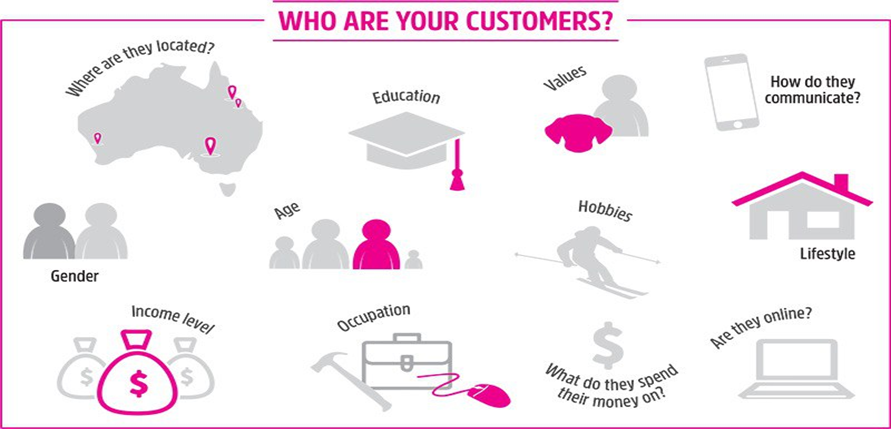 WHO ARE YOUR CUSTOMERS?
Where are they located?
Education
Values
How do they
communicate?
Gender
Age
Hobbies
Lifestyle
Income level
$
$
$
Occupation
$
What do they spend
their money on?
Are they online?